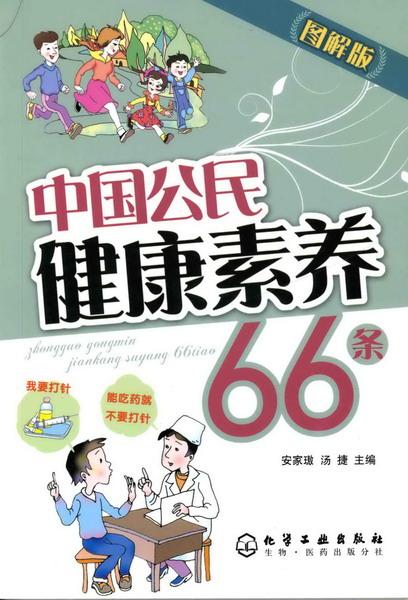 图解版
中国公民
健康素养
66条
zhongguo gongmin
jiankang suyang 66tiao
我要打针
能吃药就
不要打针
安家璈 汤 捷 主编
化学工业出版社
生物·医药出版分社